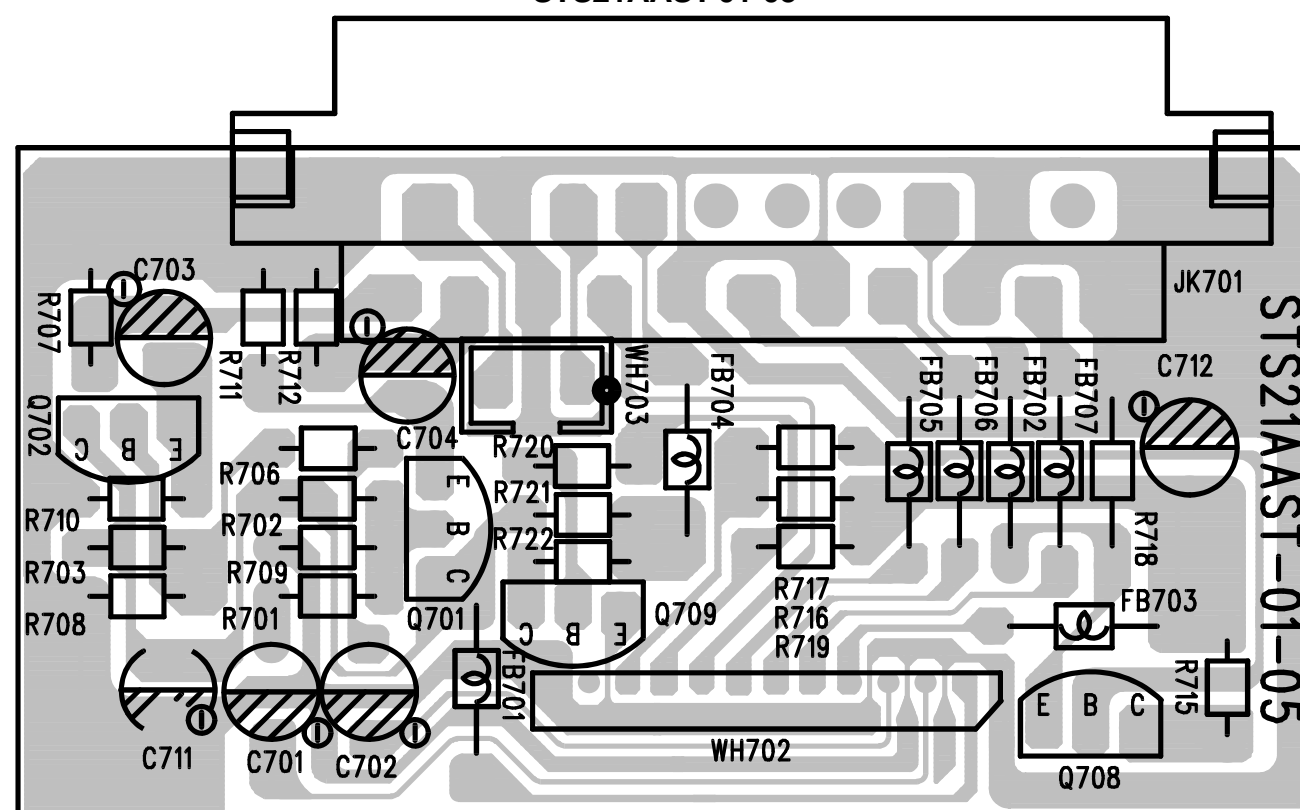 JK701
C703
R707
R711
R712
WH703
FB704
FB705
FB706
FB702
FB707
C712
STS21AAST-01-05
Q702
C B E
C704
R720
R706
E
B
C
R721
R710
R702
R722
R718
R703
R709
R717
R708
R701
Q701
C B E
Q709
R716
FB703
R719
FB701
R715
E B C
C711
C701
C702
WH702
Q708